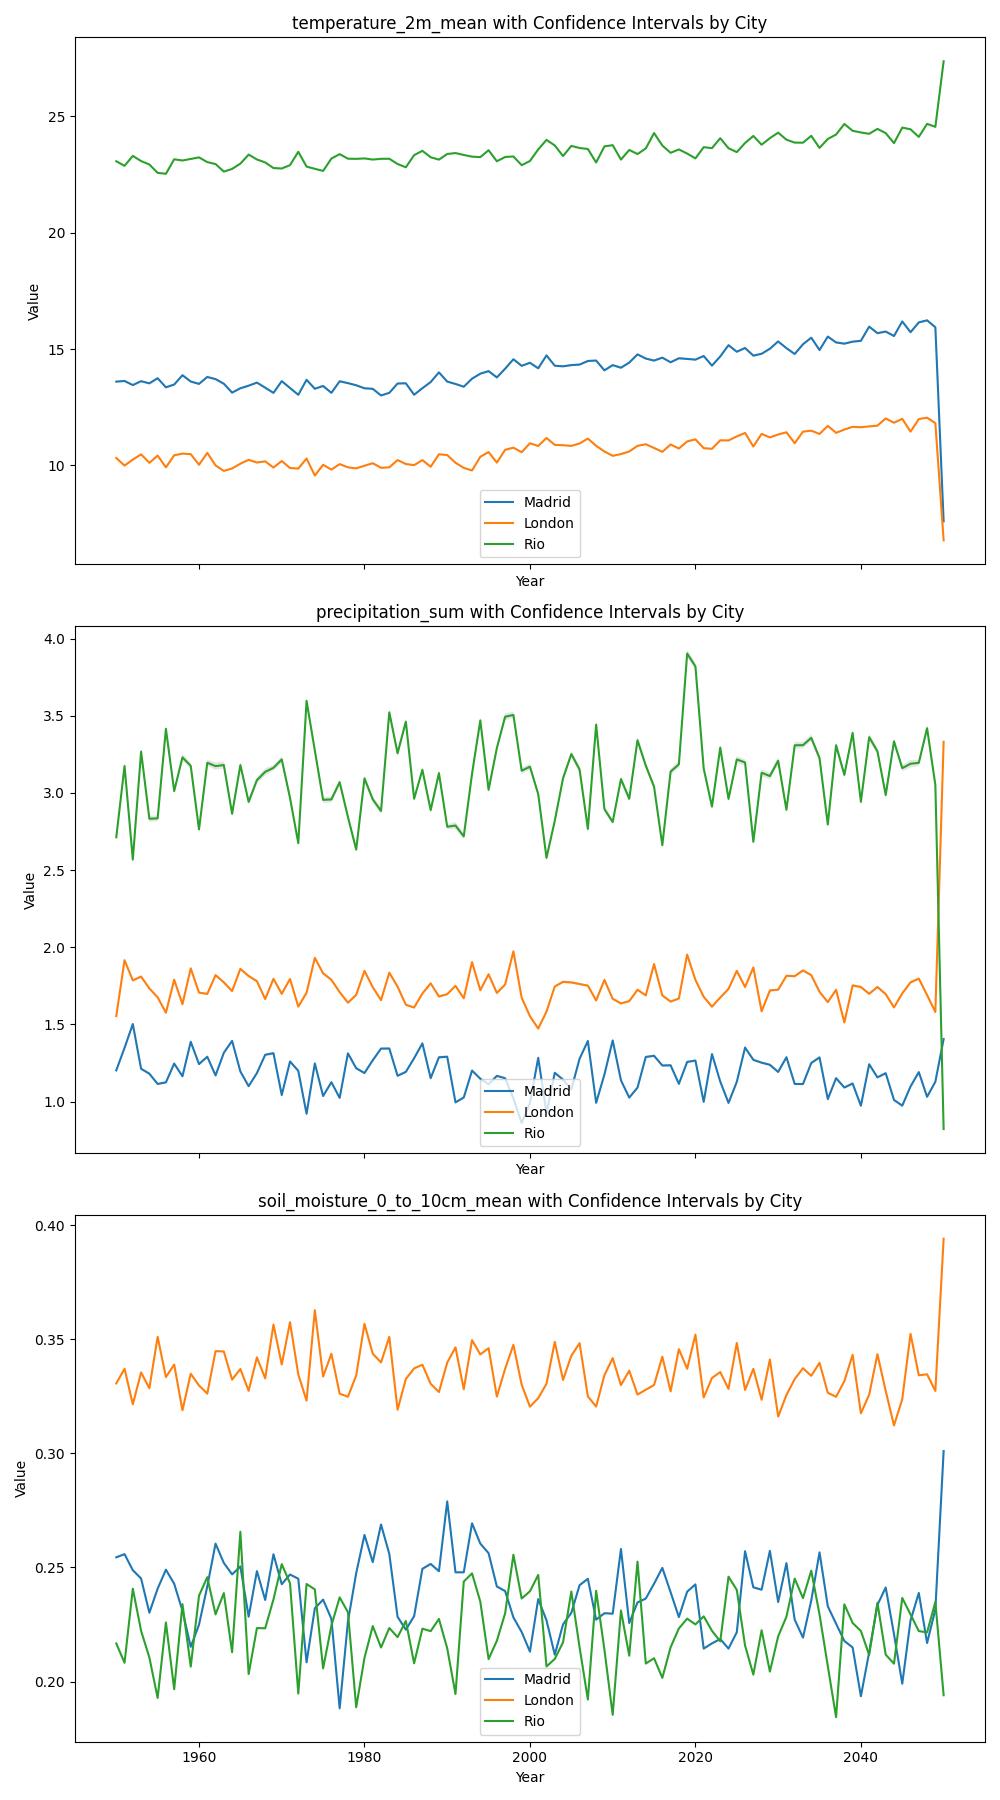 temperature_2m_mean with Confidence Intervals by City
25
20
15
10
Value
Madrid
London
Rio
Year
precipitation_sum with Confidence Intervals by City
4.0
3.5
3.0
2.5
2.0
1.5
1.0
Value
Madrid
London
Rio
Year
soil_moisture_0_to_10cm_mean with Confidence Intervals by City
0.40
0.35
0.30
0.25
0.20
Value
Madrid
London
Rio
1960 1980 2000 2020 2040
Year